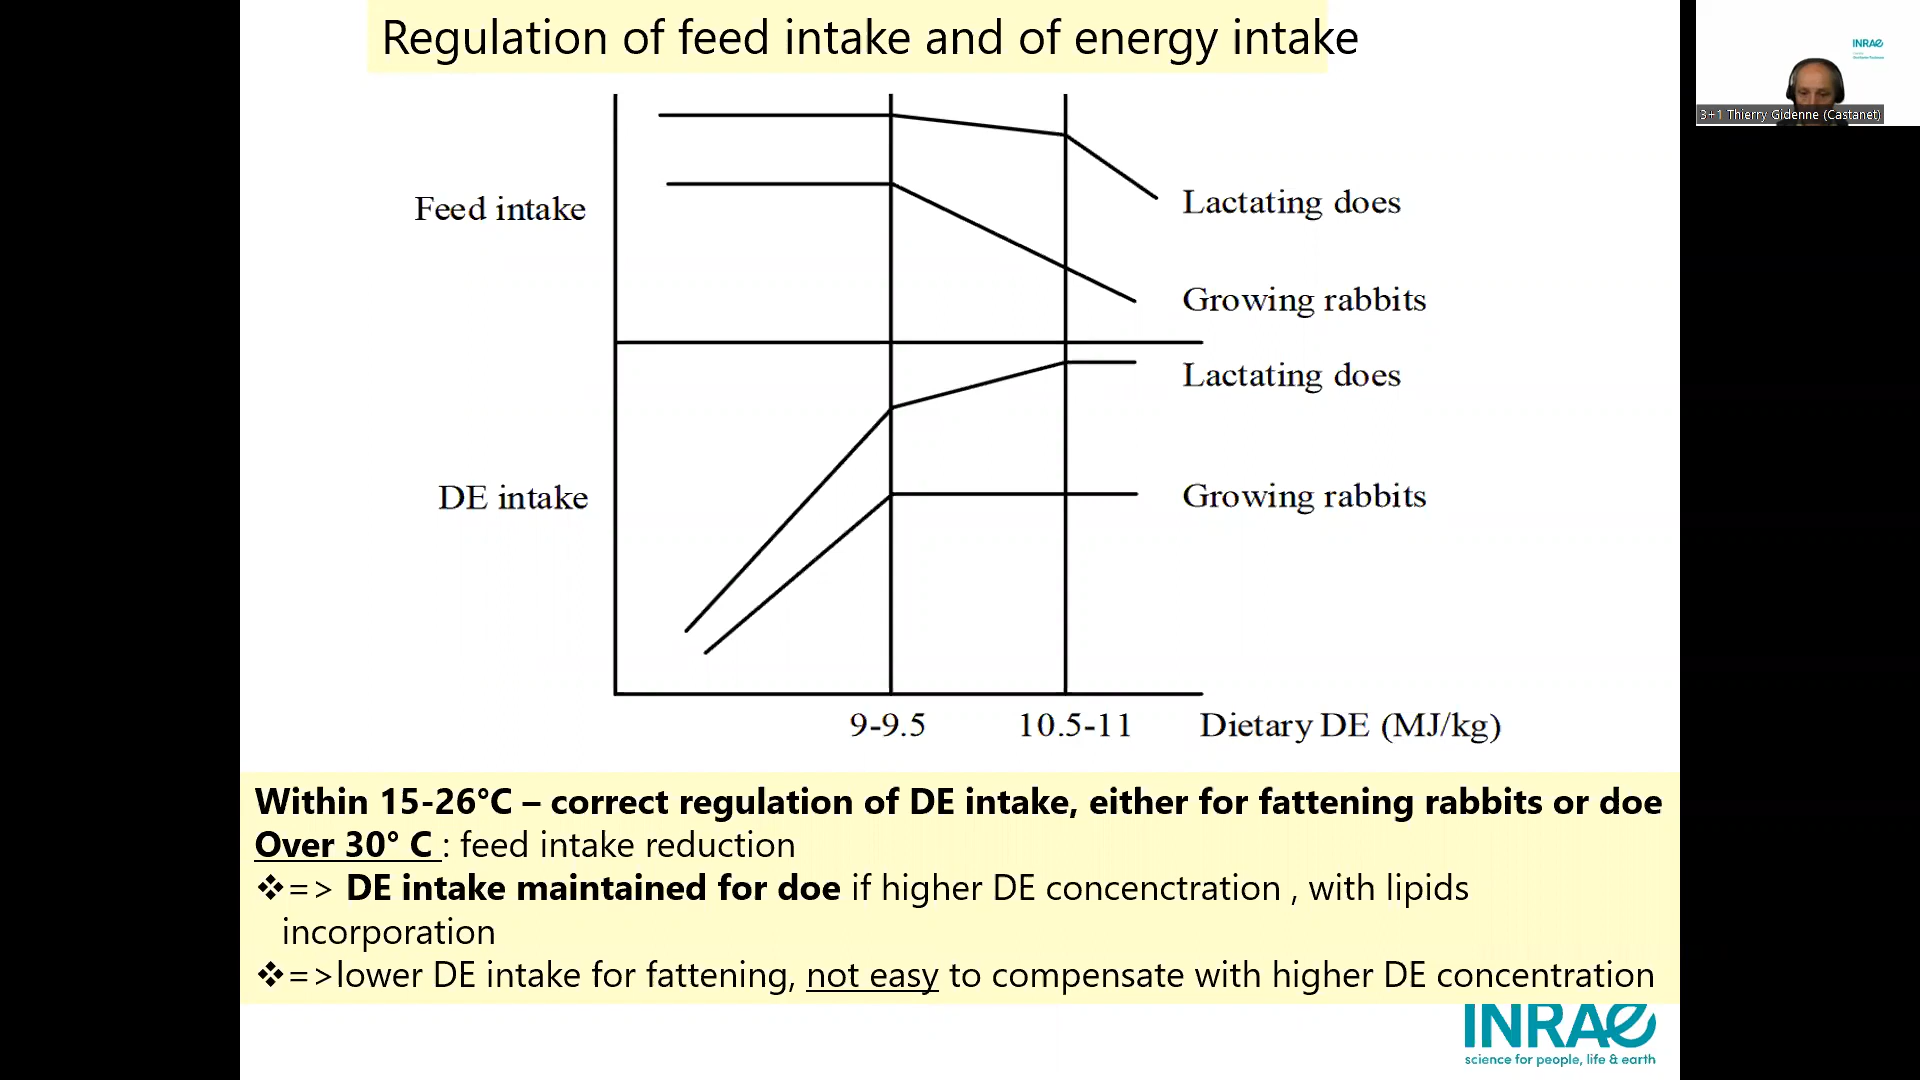 Regulation of feed intake and of energy intake
INRAE
3+1 Thierry Gidenne (Castanet)
Feed intake
Lactating does
Growing rabbits
Lactating does
DE intake
Growing rabbits
9-9.5
10.5-11
Dietary DE (MJ/kg)
Within 15-26°C – correct regulation of DE intake, either for fattening rabbits or doe
Over 30° C : feed intake reduction
❖=> DE intake maintained for doe if higher DE concenctration , with lipids
incorporation
❖=>lower DE intake for fattening, not easy to compensate with higher DE concentration
INRAE
science for people, life & earth